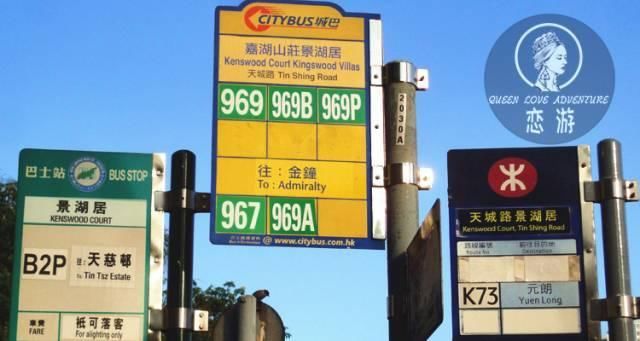 巴士站 BUS STOP
景湖居
KENSWOOD COURT
B2P 往: 天慈邨
To: Tin Tsz Estate
車費 祇可落客
FARE For alighting only
CITYBUS 城巴
嘉湖山莊景湖居
Kenswood Court Kingswood Villas
天城路 Tin Shing Road
969 969B 969P
往:金鐘
To: Admiralty
967 969A
@ www.citybus.com.hk
2030A
QUEEN LOVE ADVENTURE
恋游
天城路景湖居
Kenswood Court, Tin Shing Road
路線編號 前往目的地
Route No Destination
K73 元朗
Yuen Long